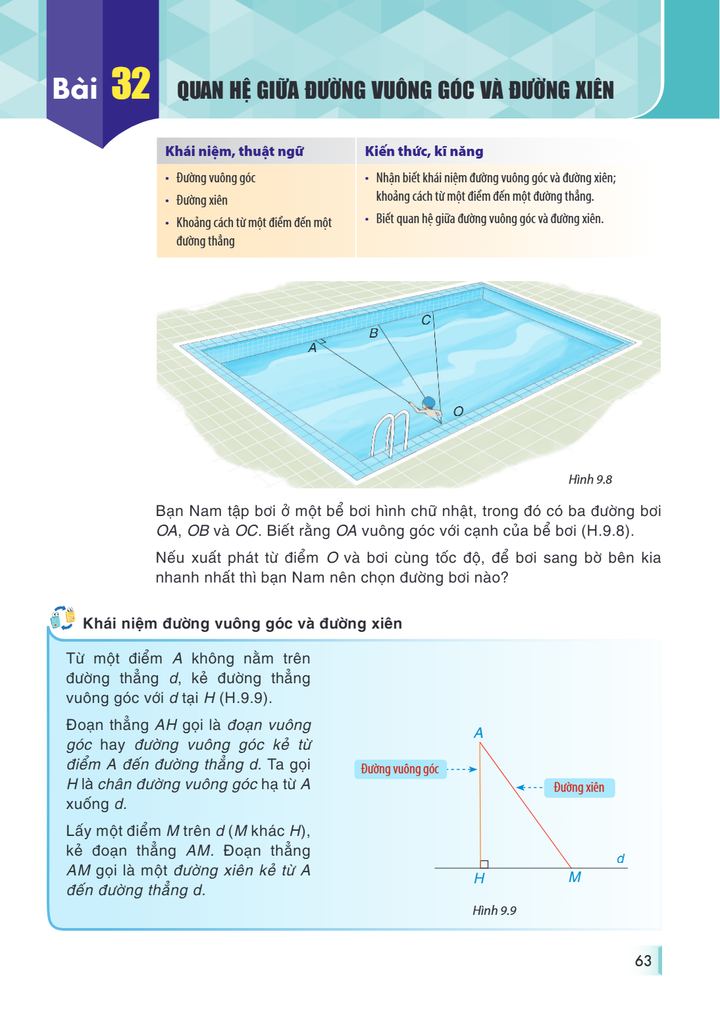 Bài 32
QUAN HỆ GIỮA ĐƯỜNG VUÔNG GÓC VÀ ĐƯỜNG XIÊN
Khái niệm, thuật ngữ
• Đường vuông góc
• Đường xiên
• Khoảng cách từ một điểm đến một
đường thẳng
Kiến thức, kĩ năng
• Nhận biết khái niệm đường vuông góc và đường xiên;
khoảng cách từ một điểm đến một đường thẳng.
• Biết quan hệ giữa đường vuông góc và đường xiên.
A
B
C
O
Hình 9.8
Bạn Nam tập bơi ở một bể bơi hình chữ nhật, trong đó có ba đường bơi
OA, OB và OC. Biết rằng OA vuông góc với cạnh của bể bơi (H.9.8).
Nếu xuất phát từ điểm O và bơi cùng tốc độ, để bơi sang bờ bên kia
nhanh nhất thì bạn Nam nên chọn đường bơi nào?
Khái niệm đường vuông góc và đường xiên
Từ một điểm A không nằm trên
đường thẳng d, kẻ đường thẳng
vuông góc với d tại H (H.9.9).
Đoạn thẳng AH gọi là đoạn vuông
góc hay đường vuông góc kẻ từ
điểm A đến đường thẳng d. Ta gọi
H là chân đường vuông góc hạ từ A
xuống d.
Lấy một điểm M trên d (M khác H),
kẻ đoạn thẳng AM. Đoạn thẳng
AM gọi là một đường xiên kẻ từ A
đến đường thẳng d.
A
Đường vuông góc
Đường xiên
d
H
M
Hình 9.9
63